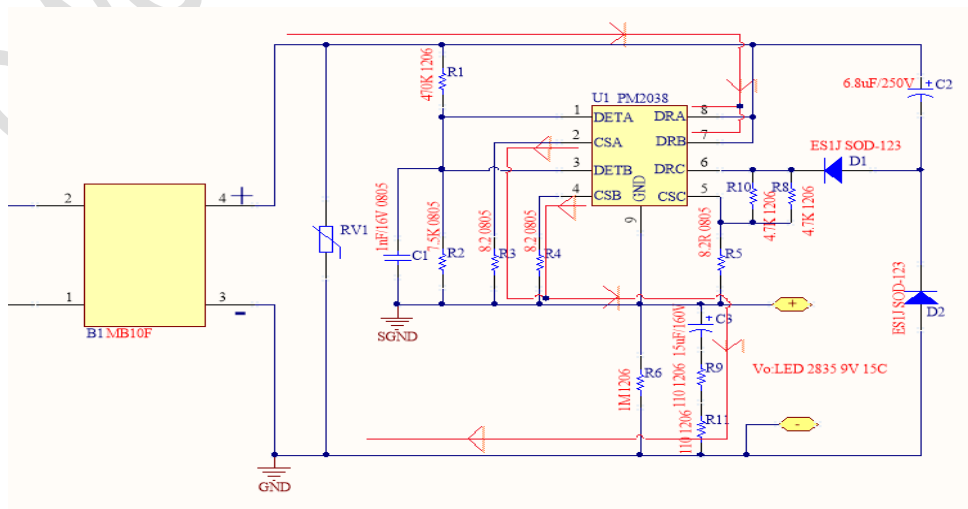 R1
470K 1206
U1 PM2038
1 DETA DRA 8
2 CSA DRB 7
3 DETB DRC 6
4 CSB GND CSC 5
9
6.8uF/250V + C2
ES1J SOD-123
D1
R10
4.7K 1206
R8
4.7K 1206
2 4 +
1 3 -
B1 MB10F
RV1
1nF/16V 0805
C1
7.5K 0805
R2
8.2 0805
R3
8.2 0805
R4
8.2R 0805
R5
SGND
+
ES1J SOD-123
D2
15uF/160V
+ C3
Vo:LED 2835 9V 15C
1M 1206
R6
110 1206
R9
110 1206
R11
-
GND